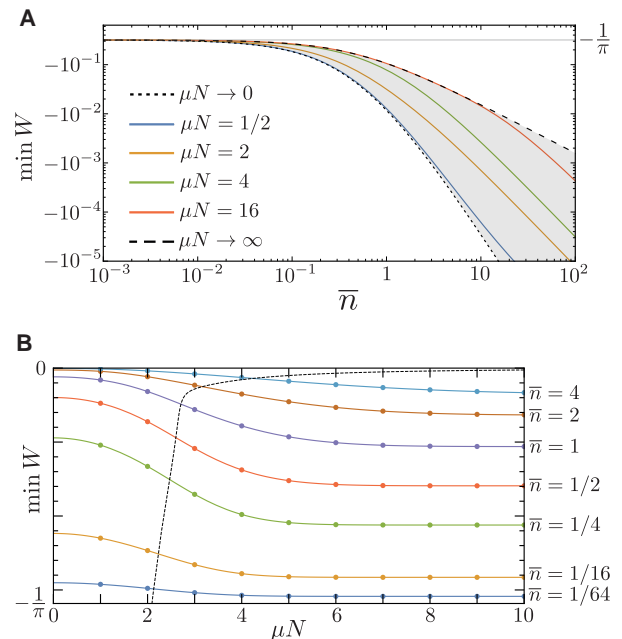 A
−1/π
−10⁻¹
−10⁻²
−10⁻³
−10⁻⁴
−10⁻⁵
min W
μN → 0
μN = 1/2
μN = 2
μN = 4
μN = 16
μN → ∞
10⁻³ 10⁻² 10⁻¹ 1 10 10²
n̅
B
0
min W
−1/π
n̅ = 4
n̅ = 2
n̅ = 1
n̅ = 1/2
n̅ = 1/4
n̅ = 1/16
n̅ = 1/64
0 2 4 6 8 10
μN